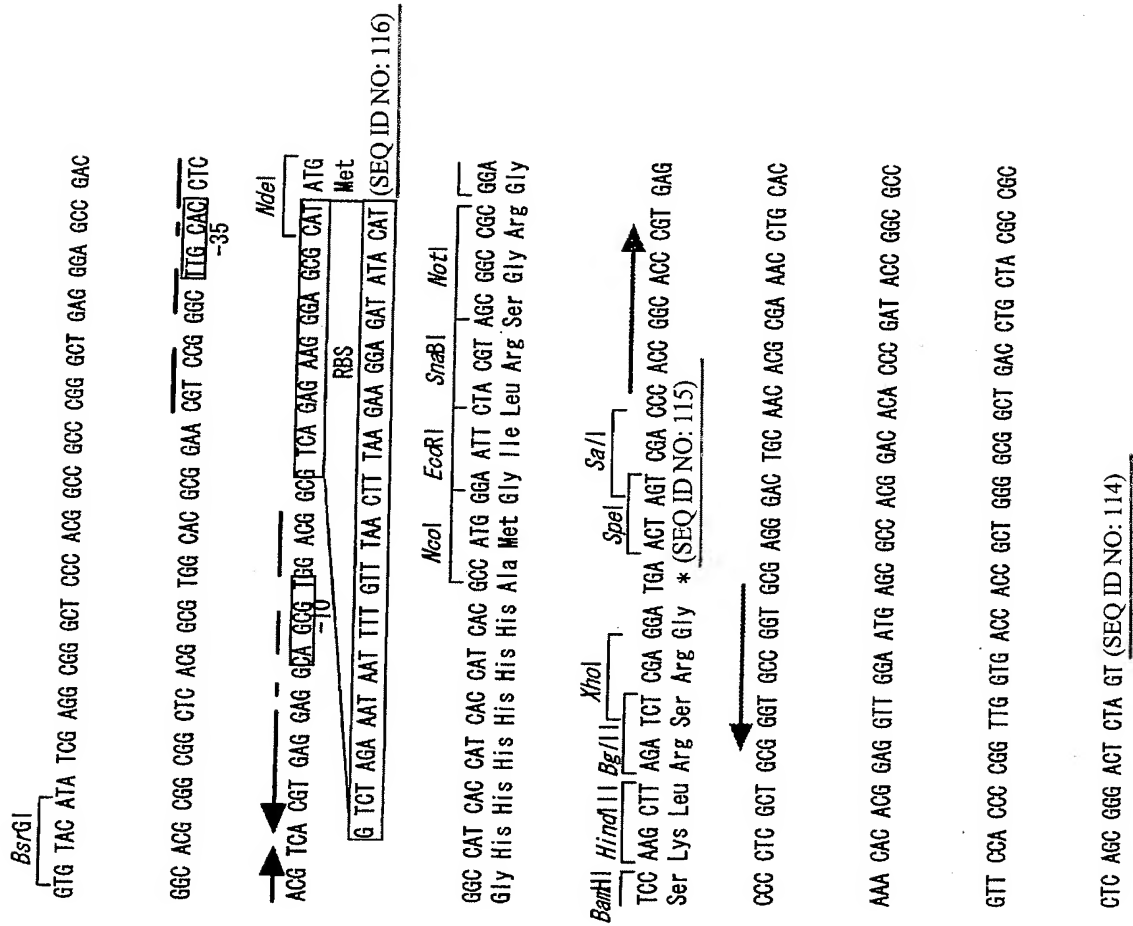 BsrGI
GTG TAC ATA TCG AGG CGG GCT CCC ACG GCC GCC GCC CGG GCT GAG GGA GCC GAC
GGC ACG CGG CGG CTC ACG GCG TGG CAC GCG GAA CGT CCG GGC TTG CAC CTC
-35
NdeI
ACG TCA CGT GAG GAG GCA GCG TGG ACG GCG TCA GAG AAG GGA GCG CAT ATG
-10
RBS
Met
G TCT AGA AAT AAT TTT GTT TAA CTT TAA GAA GGA GAT ATA CAT (SEQ ID NO: 116)
NcoI EcoRI SnaBI NotI
GGC CAT CAC CAT CAC CAT CAC GCC ATG GGA ATT CTA CGT AGC GGC CGC GGA
Gly His His His His His His Ala Met Gly Ile Leu Arg Ser Gly Arg Gly
BamHI HindIII BglII XhoI SpeI SalI
TCC AAG CTT AGA TCT CGA GGA TGA ACT AGT CGA CCC ACC GGC ACC CGT GAG
Ser Lys Leu Arg Ser Arg Gly * (SEQ ID NO: 115)
CCC CTC GCT GCG GGT GCC GGT GCG AGG GAC TGC AAC ACG CGA AAC CTG CAC
AAA CAC ACG GAG GTT GGA ATG AGC GCC ACG GAC ACA CCC GAT ACC GGC GCC
GTT CCA CCC CGG TTG GTG ACC ACC GCT GGG GCG GCT GAC CTG CTA CGC CGC
CTC AGC GGG ACT CTA GT (SEQ ID NO: 114)